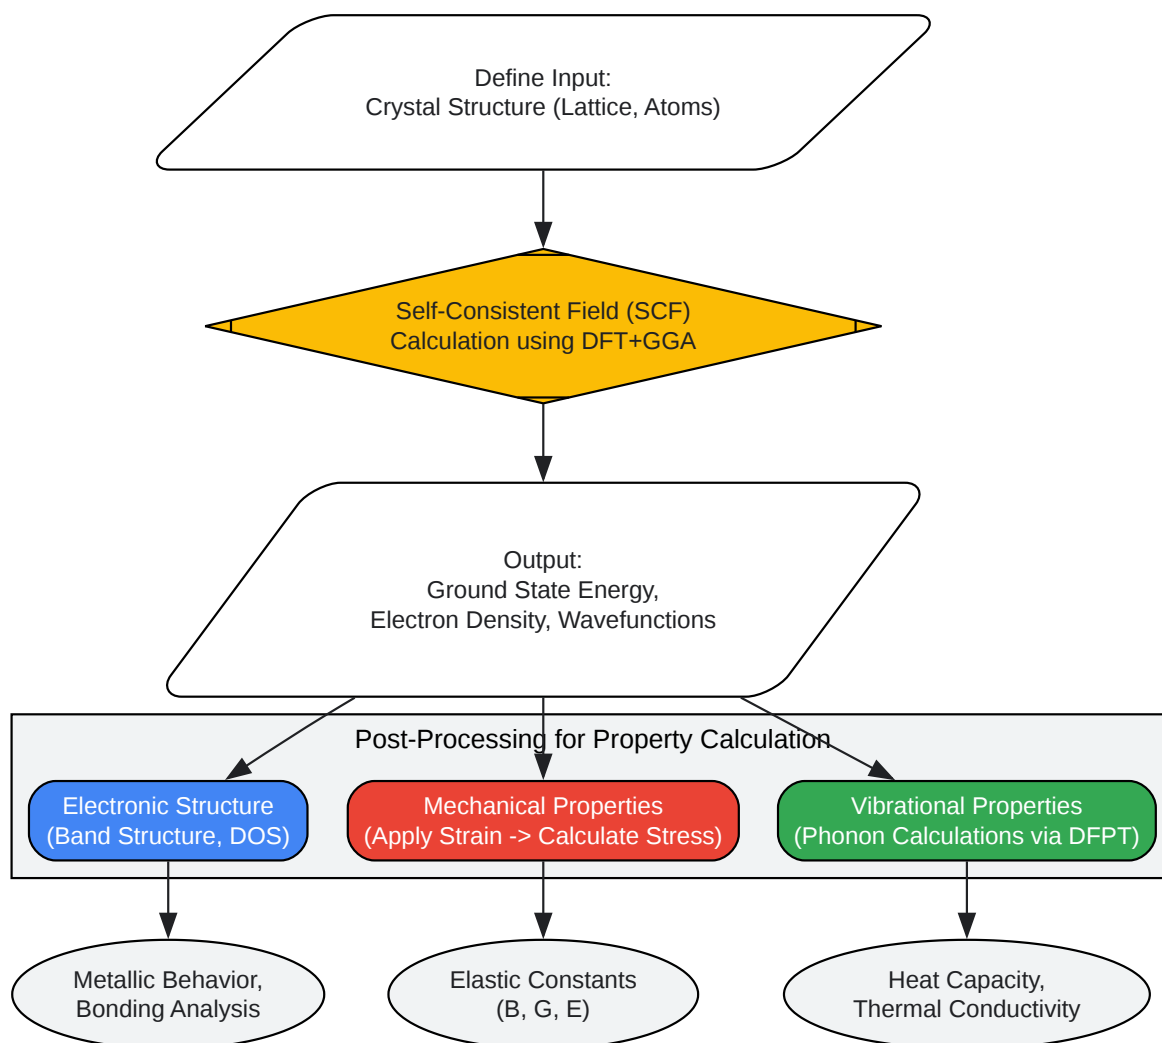 Define Input:
Crystal Structure (Lattice, Atoms)
Self-Consistent Field (SCF)
Calculation using DFT+GGA
Output:
Ground State Energy,
Electron Density, Wavefunctions
Post-Processing for Property Calculation
Electronic Structure
(Band Structure, DOS)
Mechanical Properties
(Apply Strain -> Calculate Stress)
Vibrational Properties
(Phonon Calculations via DFPT)
Metallic Behavior,
Bonding Analysis
Elastic Constants
(B, G, E)
Heat Capacity,
Thermal Conductivity